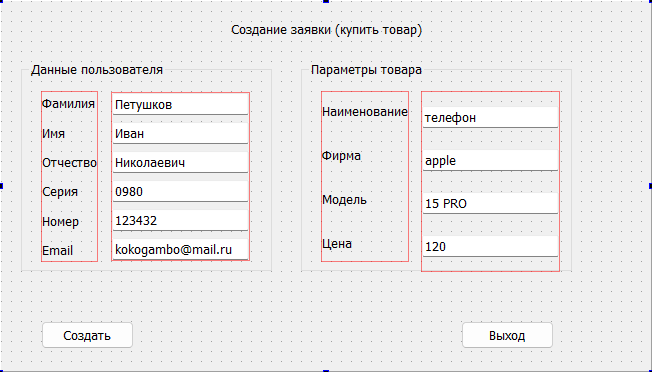 Создание заявки (купить товар)
Данные пользователя
Фамилия Петушков
Имя Иван
Отчество Николаевич
Серия 0980
Номер 123432
Email kokogambo@mail.ru
Параметры товара
Наименование телефон
Фирма apple
Модель 15 PRO
Цена 120
Создать
Выход